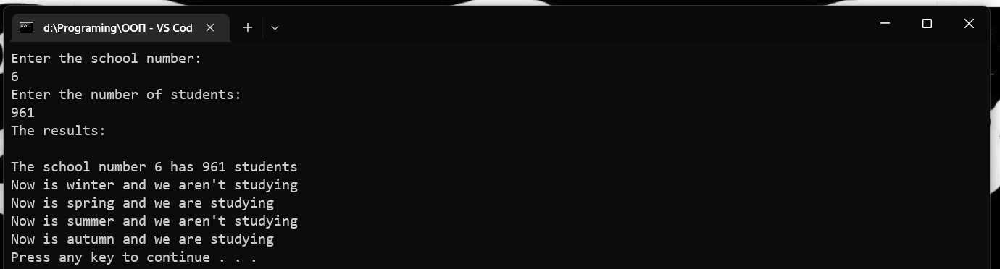 d:\Programing\ООП - VS Cod
Enter the school number:
6
Enter the number of students:
961
The results:
The school number 6 has 961 students
Now is winter and we aren't studying
Now is spring and we are studying
Now is summer and we aren't studying
Now is autumn and we are studying
Press any key to continue . . .